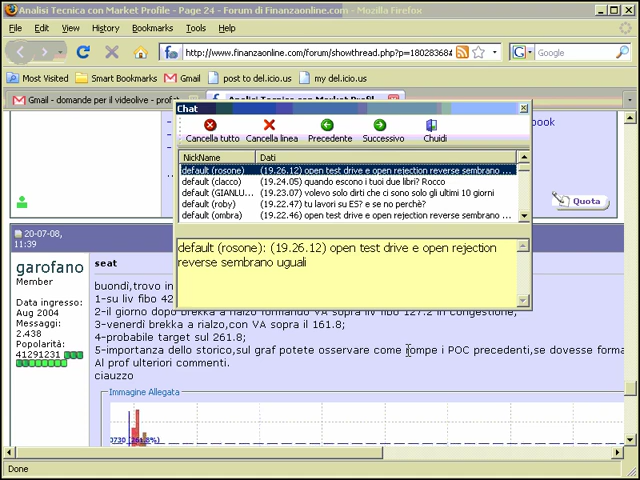 Analisi Tecnica con Market Profile - Page 24 - Forum di Finanzaonline.com - Mozilla Firefox
File Edit View History Bookmarks Tools Help
http://www.finanzaonline.com/forum/showthread.php?p=18028368
Google
Most Visited Smart Bookmarks Gmail post to del.icio.us my del.icio.us
Gmail - domande per il videolive - profat
Analisi Tecnica con Market Profil...
Chat
Cancella tutto Cancella linea Precedente Successivo Chuidi
NickName Dati
default (rosone) (19.26.12) open test drive e open rejection reverse sembrano ...
default (clacco) (19.24.05) quando escono i tuoi due libri? Rocco
default (GIANLU... (19.23.07) volevo solo dirti che ci sono solo gli ultimi 10 giorni
default (roby) (19.22.47) tu lavori su ES? e se no perchè?
default (ombra) (19.22.46) open test drive e open rejection reverse sembrano ...
default (rosone): (19.26.12) open test drive e open rejection
reverse sembrano uguali
book
Quota
20-07-08,
11:39
garofano
Member
Data ingresso:
Aug 2004
Messaggi:
2.438
Popolarità:
41291231
seat
buondì,trovo in
1-su liv fibo 42
2-il giorno dopo brekka a rialzo formando VA sopra liv fibo 127.2 in congestione;
3-venerdì brekka a rialzo,con VA sopra il 161.8;
4-probabile target sul 261.8;
5-importanza dello storico,sul graf potete osservare come rompe i POC precedenti,se dovesse forma
Al prof ulteriori commenti.
ciauzzo
Immagine Allegata
0730 (261.8%)
Done